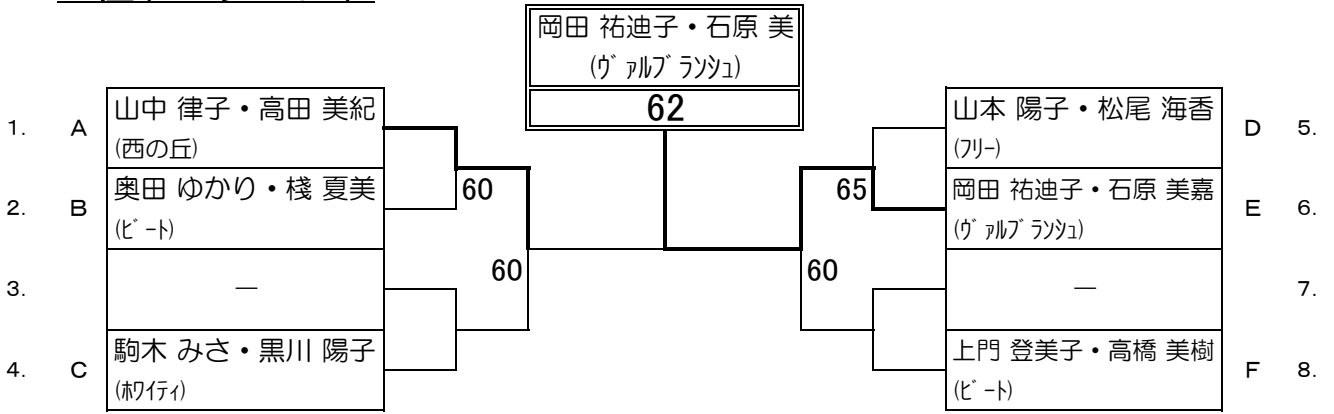 岡田 祐迪子・石原 美
(ヴァルブランシュ)
62
1.
A
山中 律子・高田 美紀
(西の丘)
2.
B
奥田 ゆかり・棧 夏美
(ビート)
60
3.
―
60
4.
C
駒木 みさ・黒川 陽子
(ホワイティ)
山本 陽子・松尾 海香
(フリー)
D
5.
65
岡田 祐迪子・石原 美嘉
(ヴァルブランシュ)
E
6.
60
―
7.
上門 登美子・高橋 美樹
(ビート)
F
8.